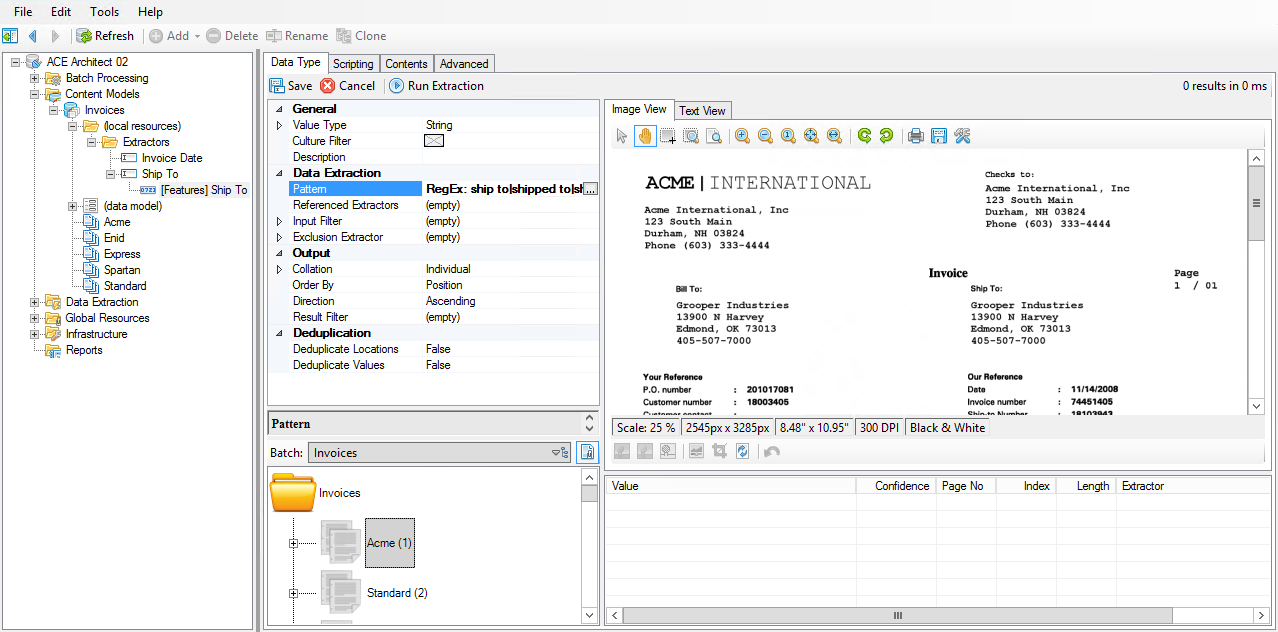 File Edit Tools Help
Refresh Add Delete Rename Clone
ACE Architect 02
Batch Processing
Content Models
Invoices
(local resources)
Extractors
Invoice Date
Ship To
[Features] Ship To
(data model)
Acme
Enid
Express
Spartan
Standard
Data Extraction
Global Resources
Infrastructure
Reports
Data Type Scripting Contents Advanced
Save Cancel Run Extraction 0 results in 0 ms
General
Value Type String
Culture Filter
Description
Data Extraction
Pattern RegEx: ship to|shipped to|sh ...
Referenced Extractors (empty)
Input Filter (empty)
Exclusion Extractor (empty)
Output
Collation Individual
Order By Position
Direction Ascending
Result Filter (empty)
Deduplication
Deduplicate Locations False
Deduplicate Values False
Pattern
Batch: Invoices
Invoices
Acme (1)
Standard (2)
Image View Text View
ACME | INTERNATIONAL
Acme International, Inc
123 South Main
Durham, NH 03824
Phone (603) 333-4444
Checks to:
Acme International, Inc
123 South Main
Durham, NH 03824
Phone (603) 333-4444
Invoice
Page
1 / 01
Bill To:
Grooper Industries
13900 N Harvey
Edmond, OK 73013
405-507-7000
Ship To:
Grooper Industries
13900 N Harvey
Edmond, OK 73013
405-507-7000
Your Reference
P.O. number : 201017081
Customer number : 18003405
Customer contact :
Our Reference
Date : 11/14/2008
Invoice number : 74451405
Ship-to Number : 18103943
Scale: 25 % 2545px x 3285px 8.48" x 10.95" 300 DPI Black & White
Value Confidence Page No Index Length Extractor